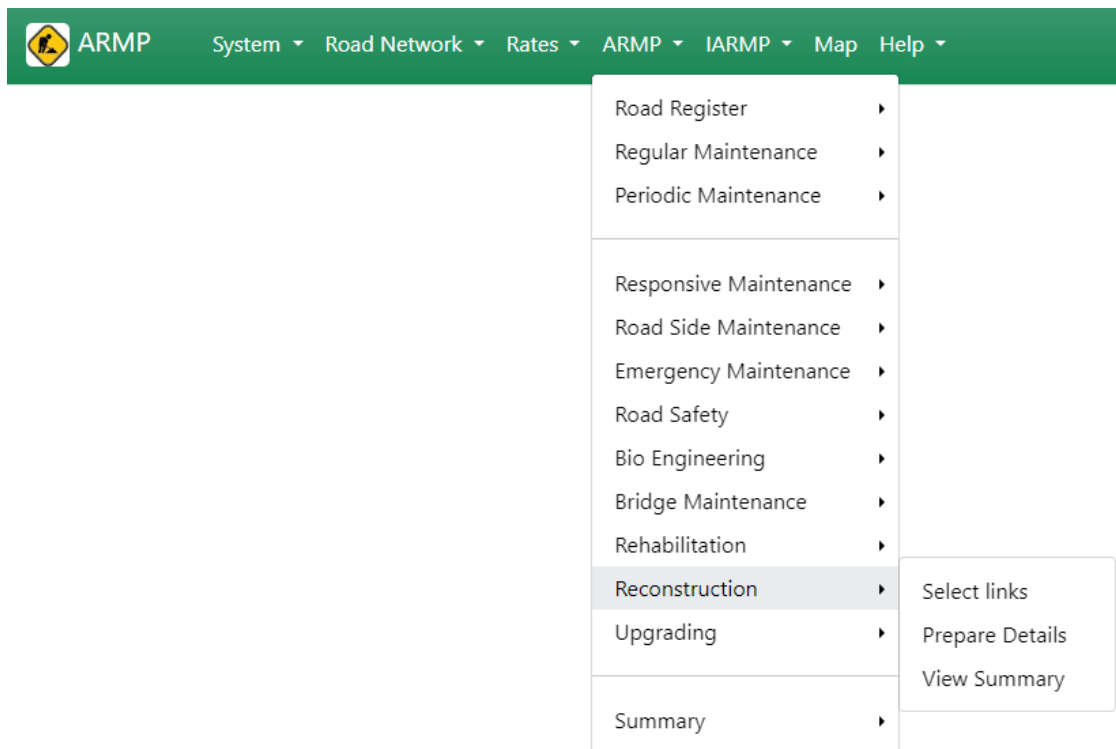 ARMP System Road Network Rates ARMP IARMP Map Help
Road Register
Regular Maintenance
Periodic Maintenance
Responsive Maintenance
Road Side Maintenance
Emergency Maintenance
Road Safety
Bio Engineering
Bridge Maintenance
Rehabilitation
Reconstruction
Select links
Upgrading
Prepare Details
View Summary
Summary